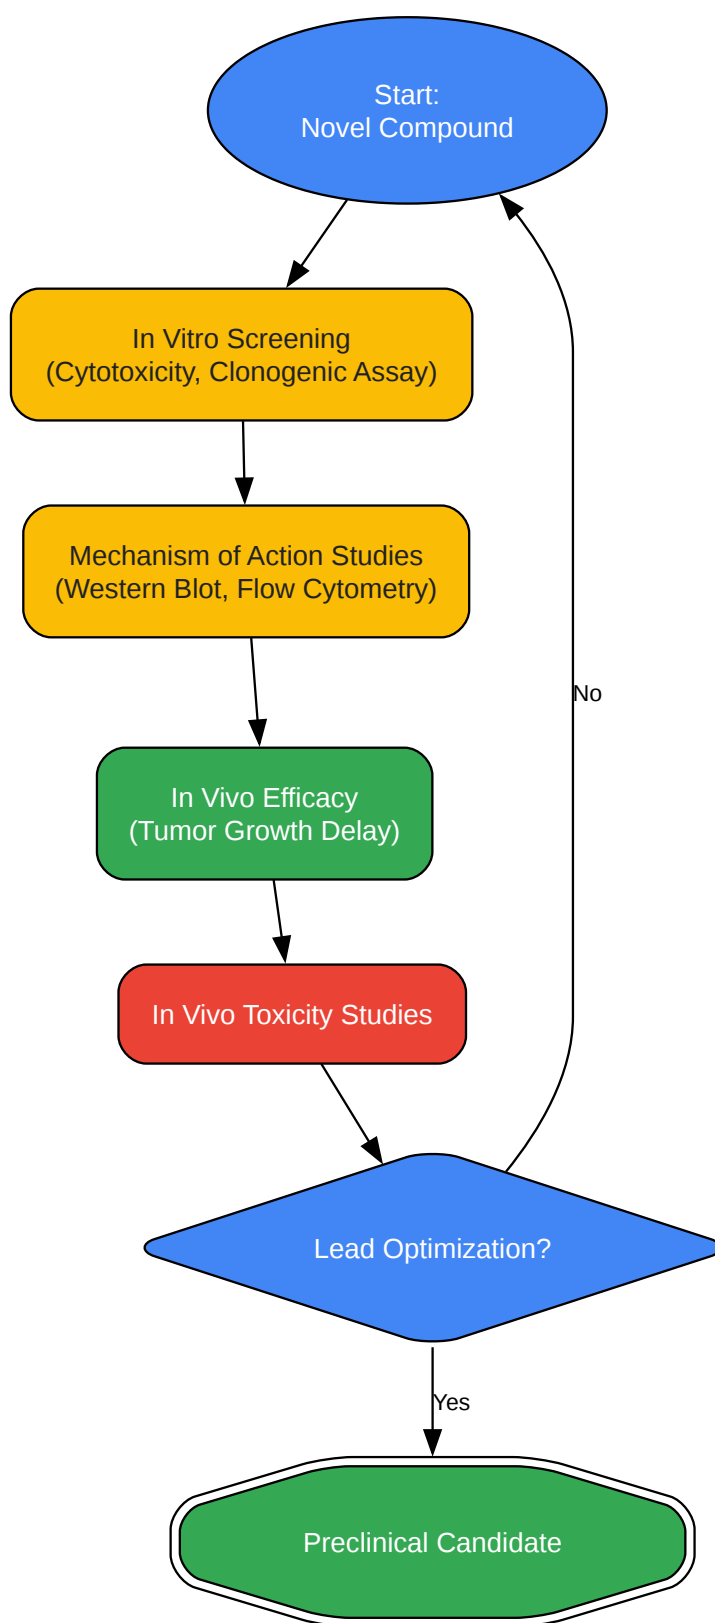 Start:
Novel Compound
In Vitro Screening
(Cytotoxicity, Clonogenic Assay)
Mechanism of Action Studies
(Western Blot, Flow Cytometry)
No
In Vivo Efficacy
(Tumor Growth Delay)
In Vivo Toxicity Studies
Lead Optimization?
Yes
Preclinical Candidate